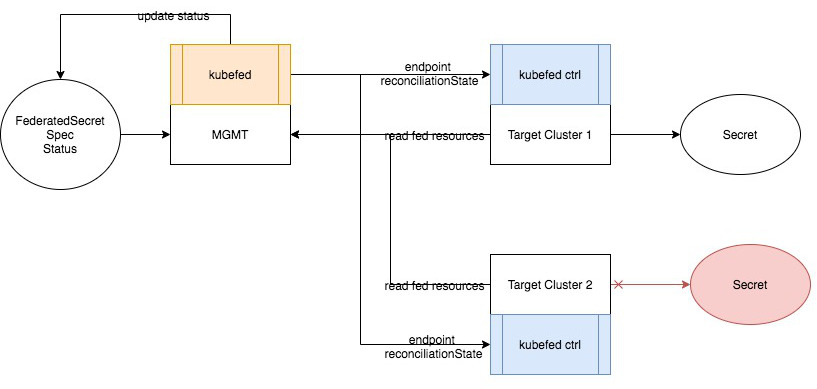 update status
kubefed
endpoint
reconciliationState
kubefed ctrl
FederatedSecret
Spec
Status
MGMT
read fed resources
Target Cluster 1
Secret
read fed resources
Target Cluster 2
Secret
endpoint
reconciliationState
kubefed ctrl